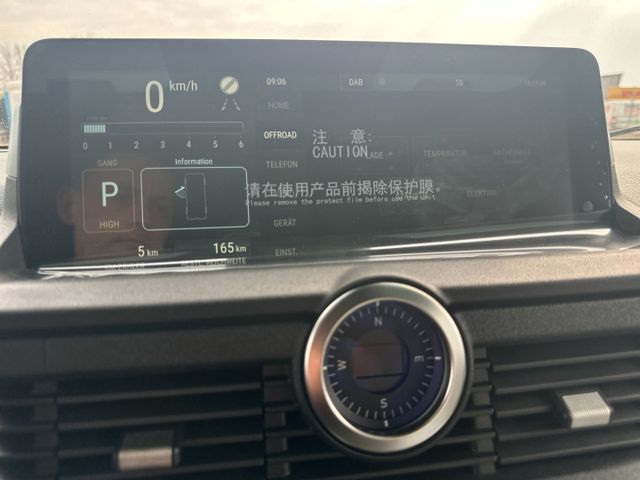 0 km/h
09:06
DAB
HOME
0 1 2 3 4 5 6
OFFROAD
注 意:
CAUTION
TEMPERATUR
GANG
Information
TELEFON
P
HIGH
请在使用产品前揭除保护膜。
Please remove the protect film before use the Unit.
GERÄT
5 km
165 km
EINST.
N
W
E
S